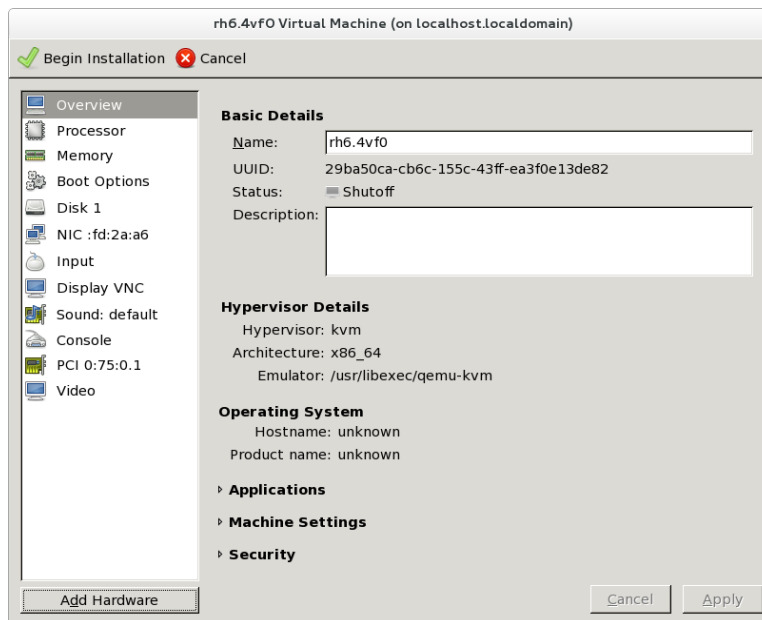 rh6.4vf0 Virtual Machine (on localhost.localdomain)
Begin Installation Cancel
Overview
Processor
Memory
Boot Options
Disk 1
NIC :fd:2a:a6
Input
Display VNC
Sound: default
Console
PCI 0:75:0.1
Video
Add Hardware
Basic Details
Name: rh6.4vf0
UUID: 29ba50ca-cb6c-155c-43ff-ea3f0e13de82
Status: Shutoff
Description:
Hypervisor Details
Hypervisor: kvm
Architecture: x86_64
Emulator: /usr/libexec/qemu-kvm
Operating System
Hostname: unknown
Product name: unknown
Applications
Machine Settings
Security
Cancel Apply